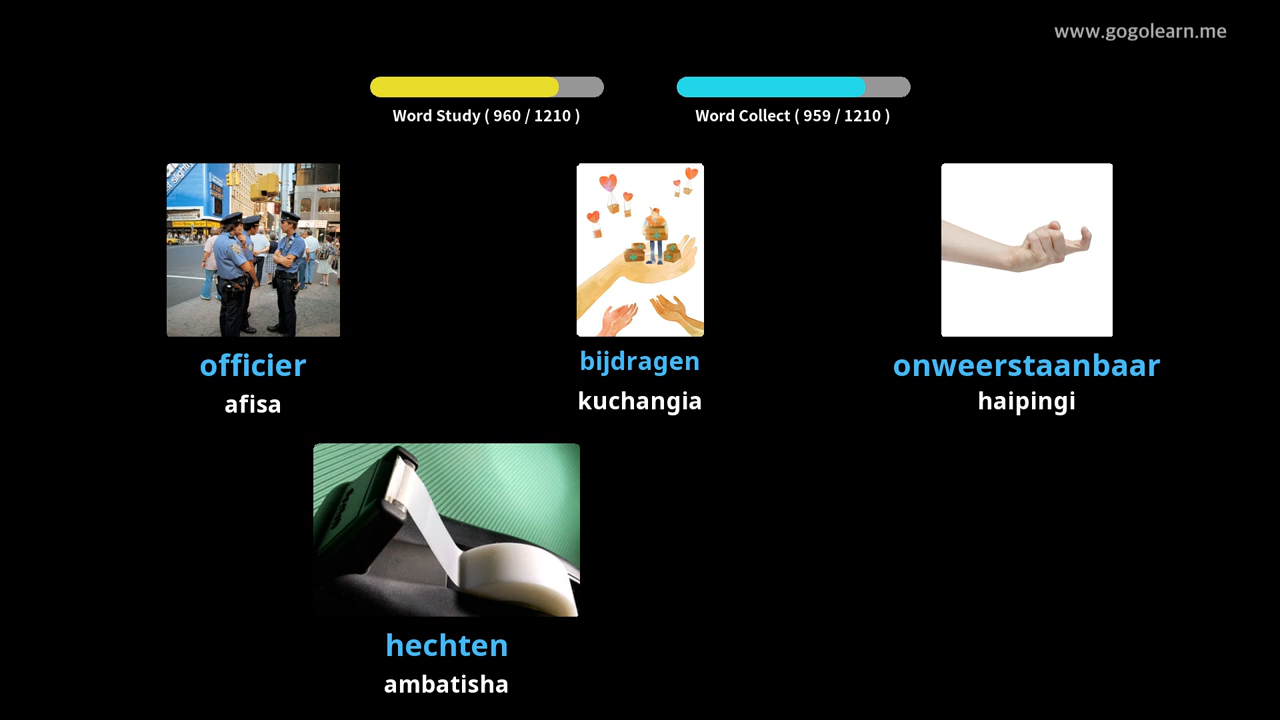 www.gogolearn.me
Word Study ( 960 / 1210 )
Word Collect ( 959 / 1210 )
officier
afisa
bijdragen
kuchangia
onweerstaanbaar
haipingi
hechten
ambatisha